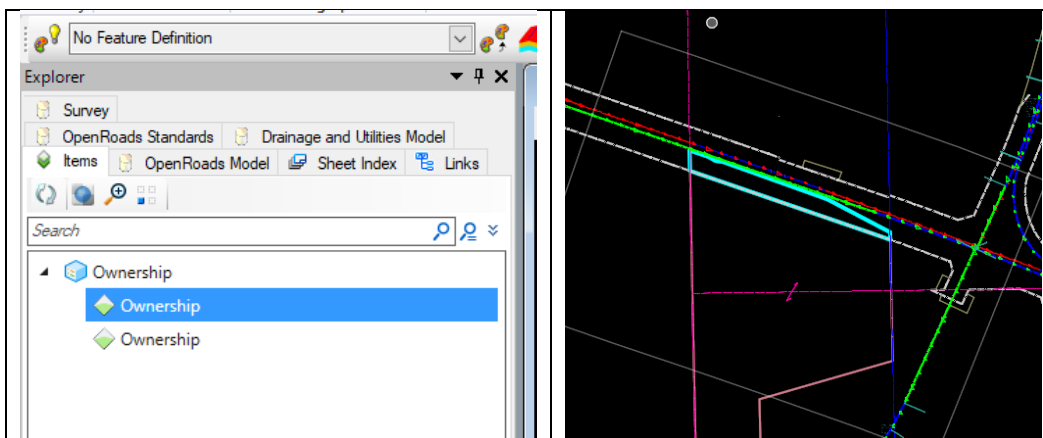 No Feature Definition
Explorer
Survey
OpenRoads Standards Drainage and Utilities Model
Items OpenRoads Model Sheet Index Links
Search
Ownership
Ownership
Ownership